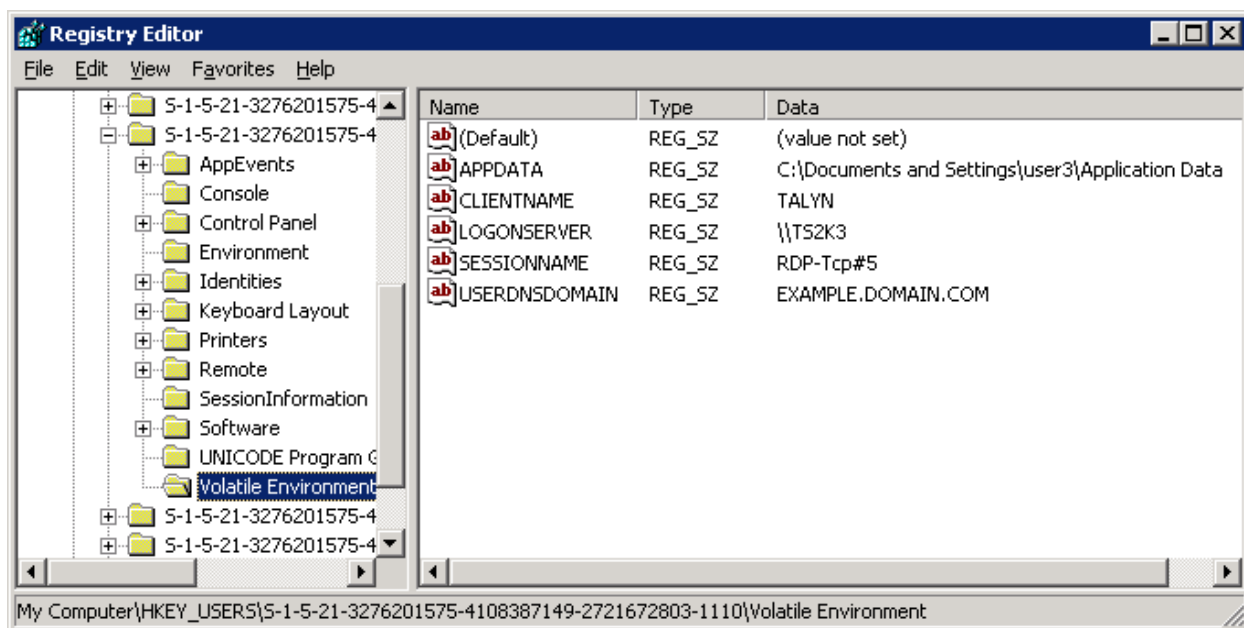 Registry Editor
File Edit View Favorites Help
S-1-5-21-3276201575-4
S-1-5-21-3276201575-4
AppEvents
Console
Control Panel
Environment
Identities
Keyboard Layout
Printers
Remote
SessionInformation
Software
UNICODE Program G
Volatile Environment
S-1-5-21-3276201575-4
S-1-5-21-3276201575-4
Name Type Data
(Default) REG_SZ (value not set)
APPDATA REG_SZ C:\Documents and Settings\user3\Application Data
CLIENTNAME REG_SZ TALYN
LOGONSERVER REG_SZ \\TS2K3
SESSIONNAME REG_SZ RDP-Tcp#5
USERDNSDOMAIN REG_SZ EXAMPLE.DOMAIN.COM
My Computer\HKEY_USERS\S-1-5-21-3276201575-4108387149-2721672803-1110\Volatile Environment